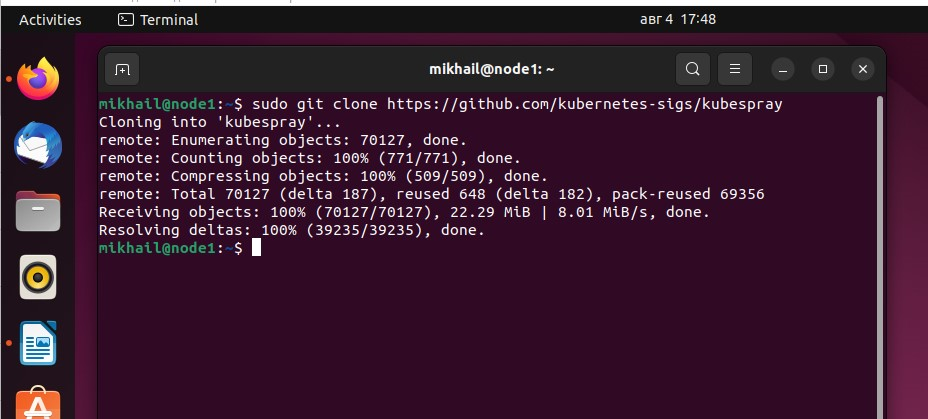 Activities Terminal авг 4 17:48
mikhail@node1: ~
mikhail@node1:~$ sudo git clone https://github.com/kubernetes-sigs/kubespray
Cloning into 'kubespray'...
remote: Enumerating objects: 70127, done.
remote: Counting objects: 100% (771/771), done.
remote: Compressing objects: 100% (509/509), done.
remote: Total 70127 (delta 187), reused 648 (delta 182), pack-reused 69356
Receiving objects: 100% (70127/70127), 22.29 MiB | 8.01 MiB/s, done.
Resolving deltas: 100% (39235/39235), done.
mikhail@node1:~$